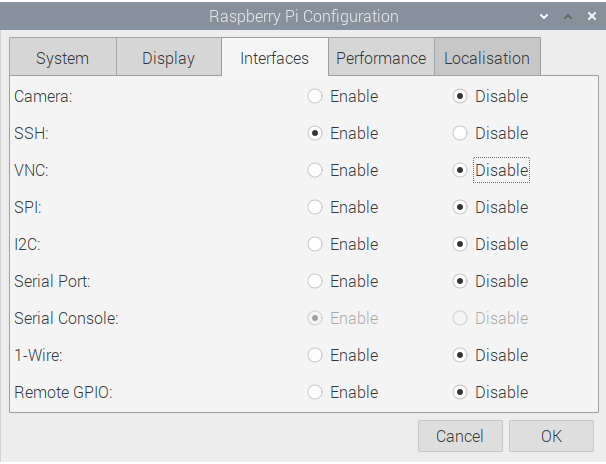 Raspberry Pi Configuration
System Display Interfaces Performance Localisation
Camera: Enable Disable
SSH: Enable Disable
VNC: Enable Disable
SPI: Enable Disable
I2C: Enable Disable
Serial Port: Enable Disable
Serial Console: Enable Disable
1-Wire: Enable Disable
Remote GPIO: Enable Disable
Cancel OK